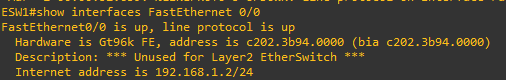 ESW1#show interfaces FastEthernet 0/0
FastEthernet0/0 is up, line protocol is up
Hardware is Gt96k FE, address is c202.3b94.0000 (bia c202.3b94.0000)
Description: *** Unused for Layer2 EtherSwitch ***
Internet address is 192.168.1.2/24